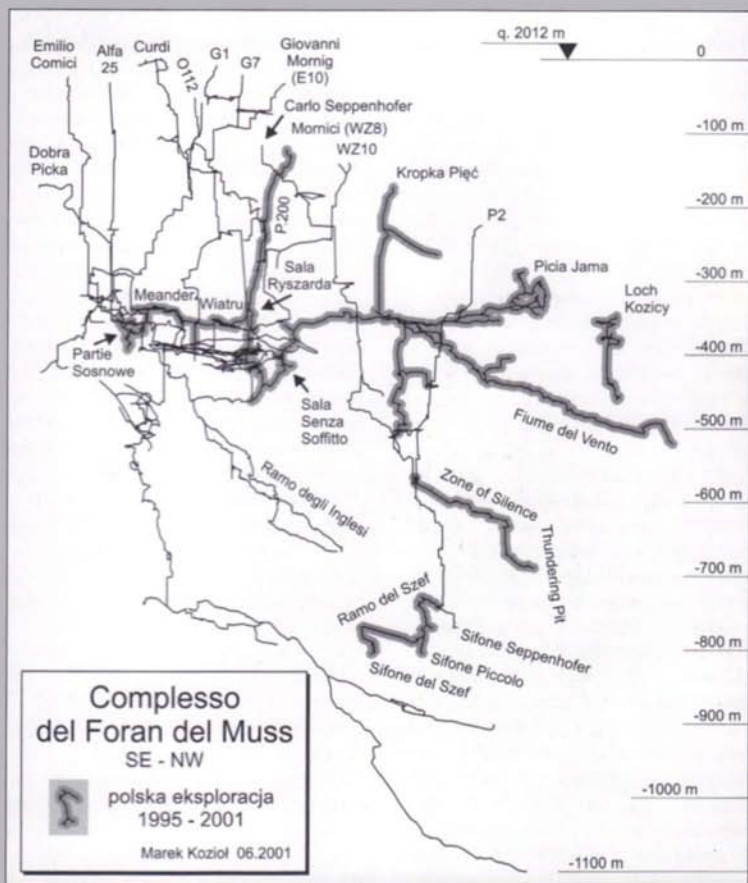 Emilio
Comici
Alfa
25
Curdi
O112
G1
G7
Giovanni
Mornig
(E10)
q. 2012 m
0
Carlo Seppenhofer
Mornici (WZ8)
WZ10
-100 m
Dobra
Picka
Kropka Pięć
P.200
-200 m
P2
Sala
Ryszarda
Picia Jama
-300 m
Meander
Wiatru
Loch
Kozicy
Partie
Sosnowe
-400 m
Sala
Senza
Soffitto
Fiume del Vento
-500 m
Ramo degli Inglesi
Zone of Silence
-600 m
Thundering Pit
-700 m
Ramo del Szef
Sifone Seppenhofer
Sifone Piccolo
Sifone del Szef
-800 m
-900 m
-1000 m
-1100 m
Complesso
del Foran del Muss
SE - NW
polska eksploracja
1995 - 2001
Marek Kozioł 06.2001